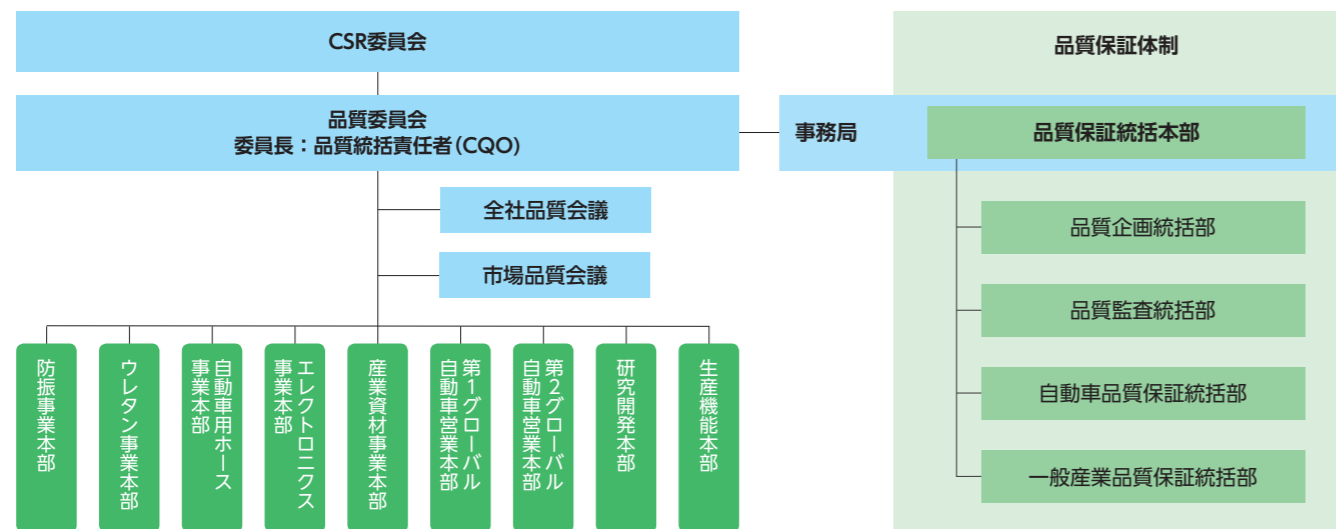 CSR委員会
品質委員会
委員長：品質統括責任者（CQO）
全社品質会議
市場品質会議
防振事業本部
ウレタン事業本部
自動車用ホース
事業本部
エレクトロニクス
事業本部
産業資材事業本部
第1グローバル
自動車営業本部
第2グローバル
自動車営業本部
研究開発本部
生産機能本部
品質保証体制
事務局
品質保証統括本部
品質企画統括部
品質監査統括部
自動車品質保証統括部
一般産業品質保証統括部